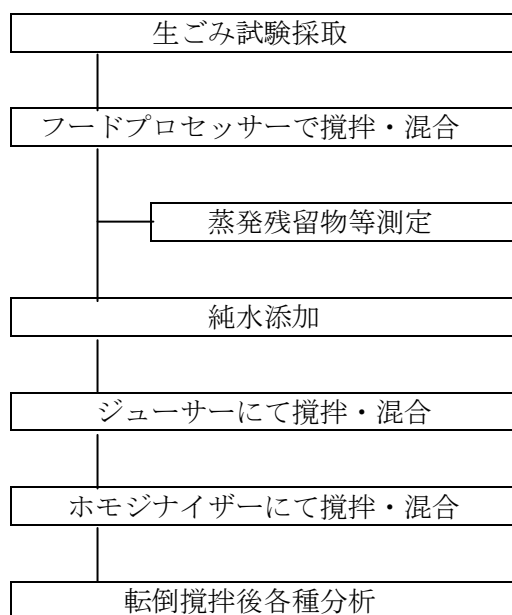 生ごみ試験採取
フードプロセッサーで撹拌・混合
蒸発残留物等測定
純水添加
ジューサーにて撹拌・混合
ホモジナイザーにて撹拌・混合
転倒撹拌後各種分析